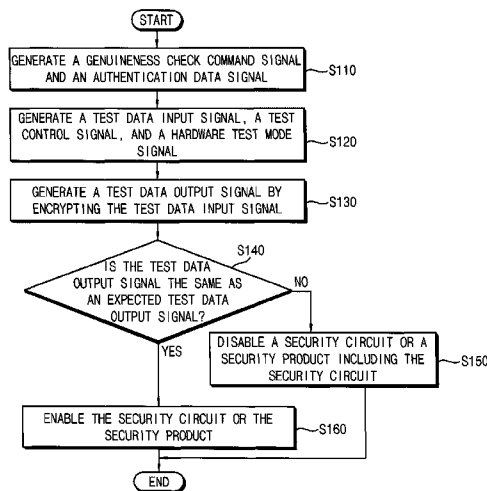 START
GENERATE A GENUINENESS CHECK COMMAND SIGNAL
AND AN AUTHENTICATION DATA SIGNAL
S110
GENERATE A TEST DATA INPUT SIGNAL, A TEST
CONTROL SIGNAL, AND A HARDWARE TEST MODE
SIGNAL
S120
GENERATE A TEST DATA OUTPUT SIGNAL BY
ENCRYPTING THE TEST DATA INPUT SIGNAL
S130
S140
IS THE TEST DATA
OUTPUT SIGNAL THE SAME AS
AN EXPECTED TEST DATA
OUTPUT SIGNAL?
NO
YES
DISABLE A SECURITY CIRCUIT OR A
SECURITY PRODUCT INCLUDING THE
SECURITY CIRCUIT
S150
ENABLE THE SECURITY CIRCUIT OR THE
SECURITY PRODUCT
S160
END